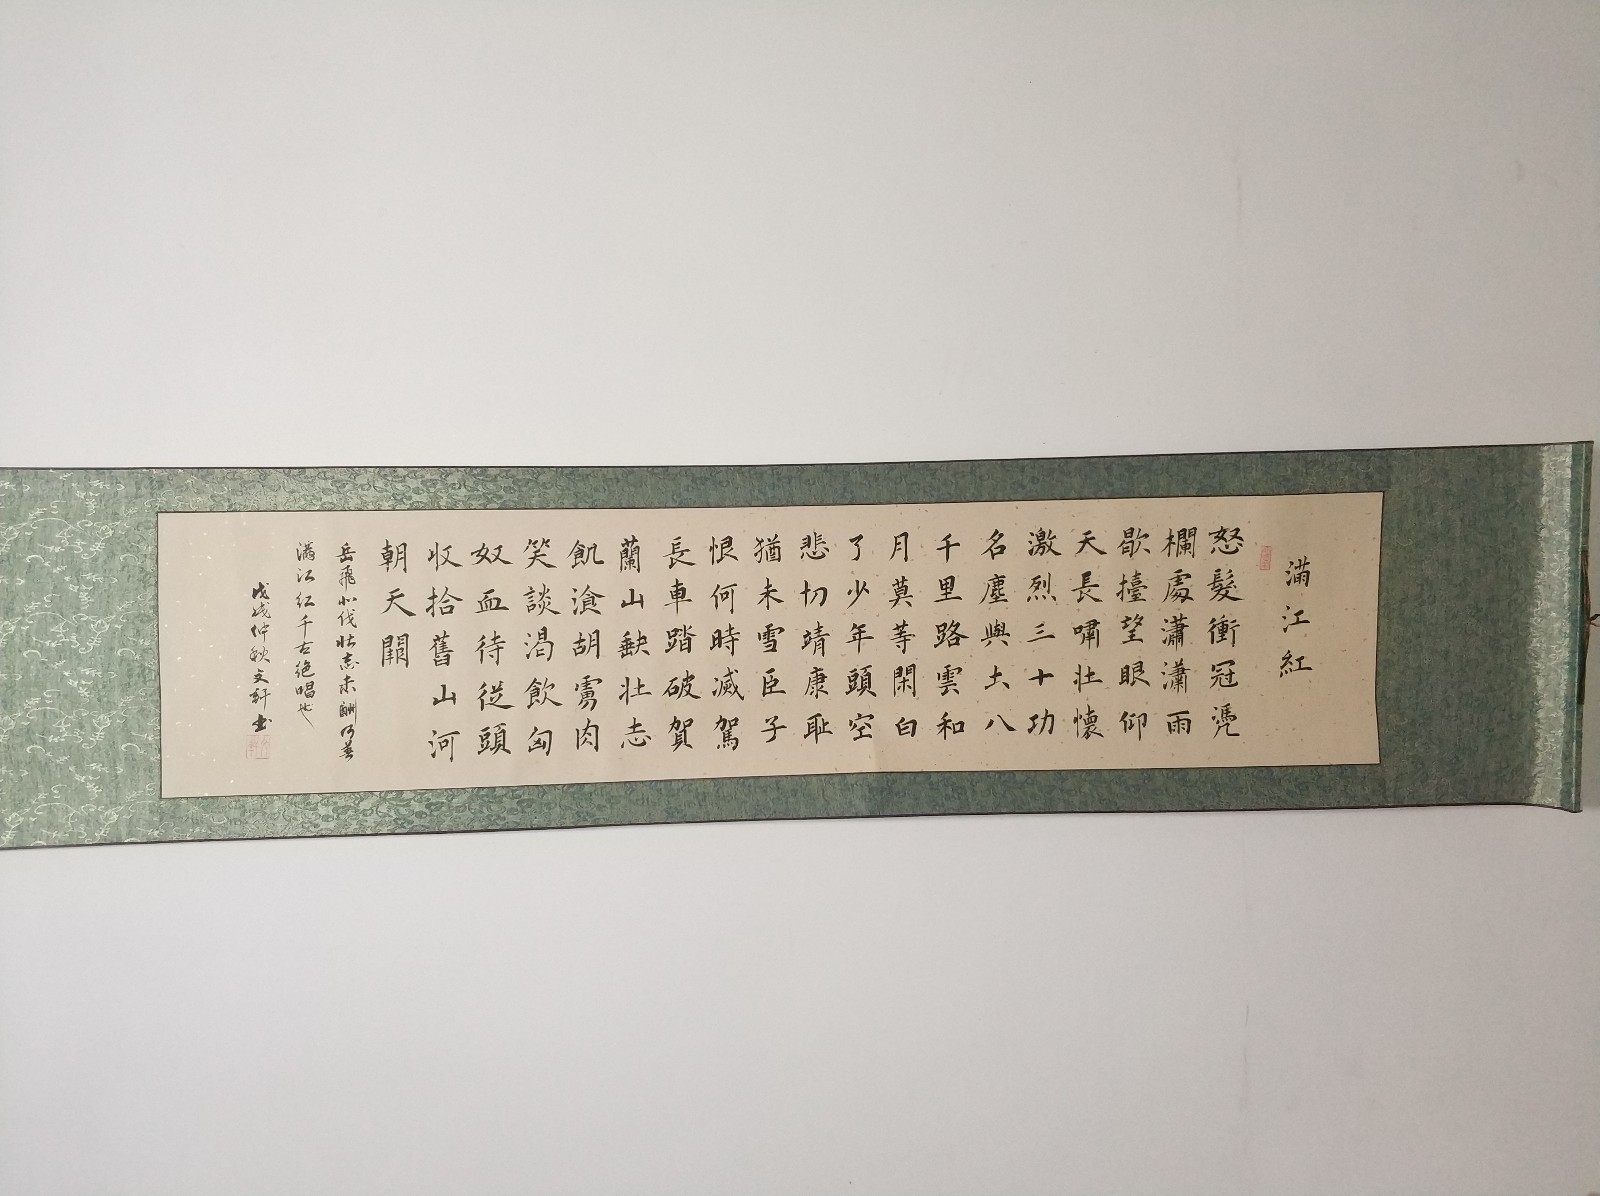 滿江紅
怒髮衝冠凴
欄處瀟瀟雨
歇擡望眼仰
天長嘯壯懷
激烈三十功
名塵與土八
千里路雲和
月莫等閑白
了少年頭空
悲切靖康耻
猶未雪臣子
恨何時滅駕
長車踏破賀
蘭山缺壯志
飢滄胡虜肉
笑談渴飲匈
奴血待從頭
收拾舊山河
朝天闕
岳飛北伐壯志未酬乃著
滿江紅千古絕唱也
戊戌仲秋文軒書